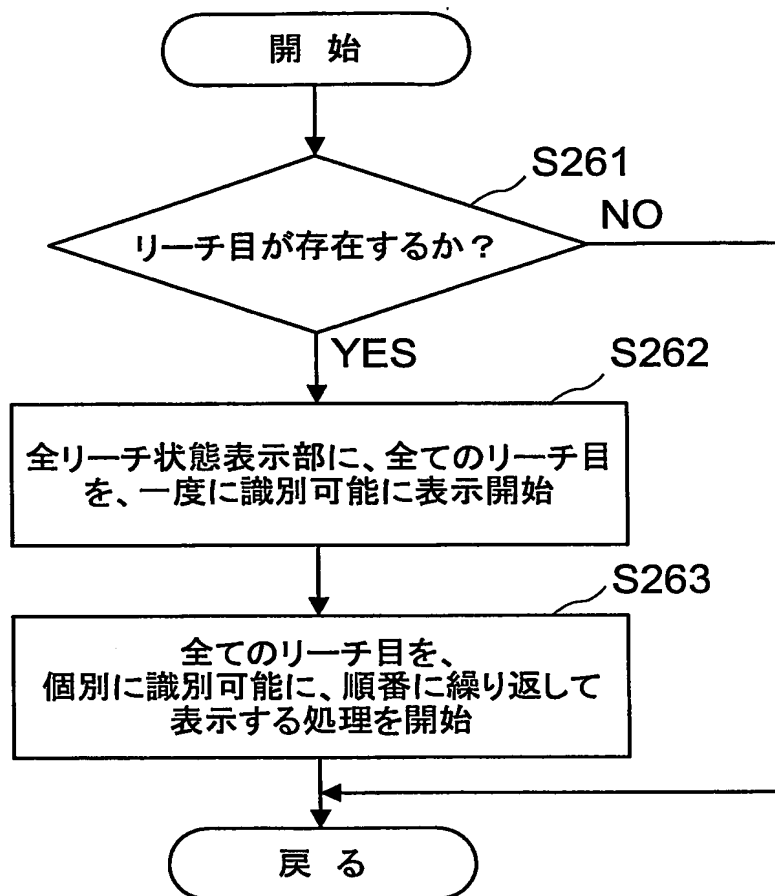 開 始
S261
リーチ目が存在するか?
NO
YES
S262
全リーチ状態表示部に、全てのリーチ目
を、一度に識別可能に表示開始
S263
全てのリーチ目を、
個別に識別可能に、順番に繰り返して
表示する処理を開始
戻 る